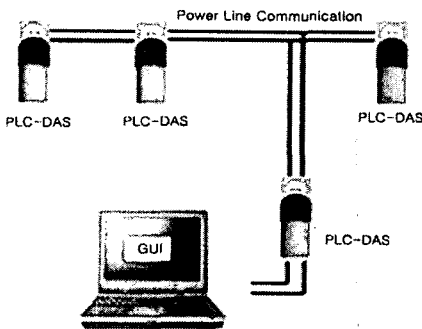 Power Line Communication
PLC-DAS
PLC-DAS
PLC-DAS
PLC-DAS
GUI